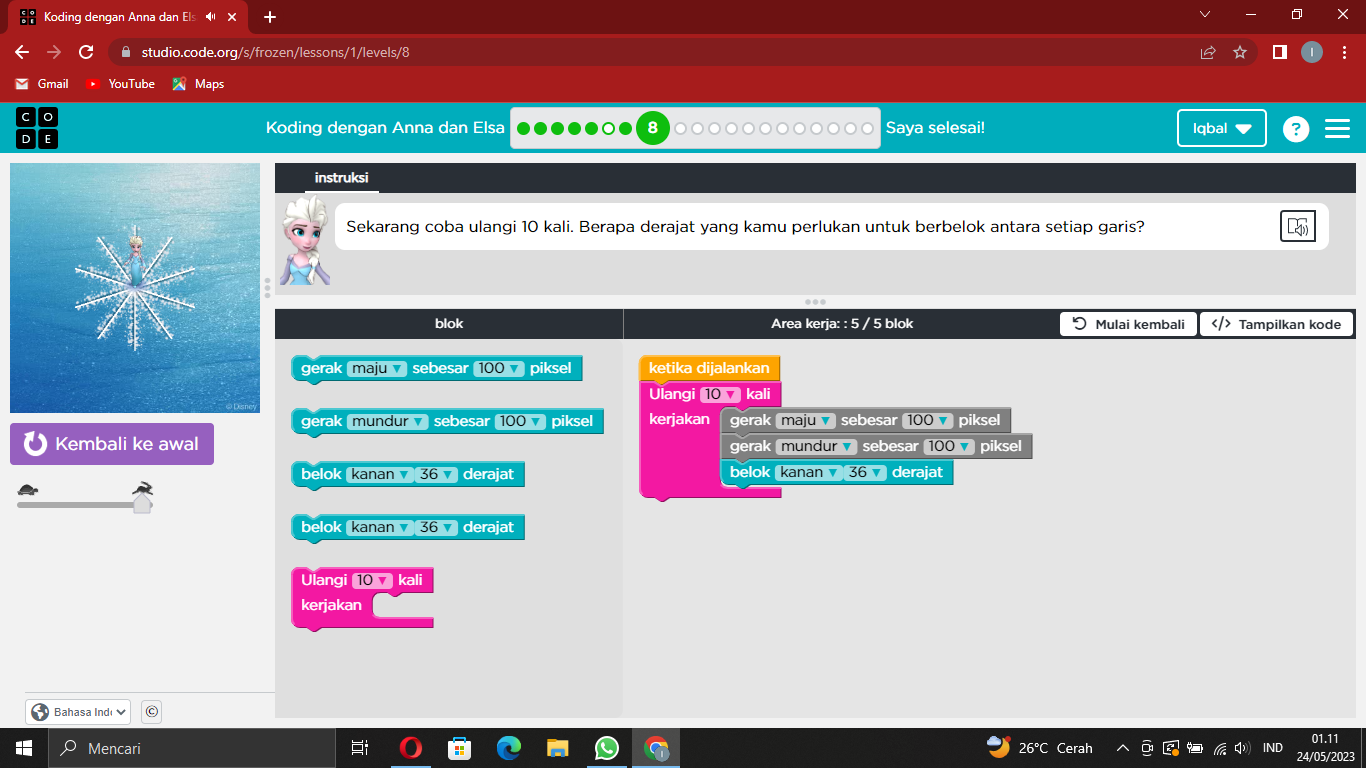 CO
DE
Koding dengan Anna dan Els
studio.code.org/s/frozen/lessons/1/levels/8
I
Gmail
YouTube
Maps
C O
D E
Koding dengan Anna dan Elsa
8
Saya selesai!
Iqbal
?
instruksi
Sekarang coba ulangi 10 kali. Berapa derajat yang kamu perlukan untuk berbelok antara setiap garis?
© Disney
Kembali ke awal
blok
Area kerja: : 5 / 5 blok
Mulai kembali
</> Tampilkan kode
gerak maju sebesar 100 piksel
gerak mundur sebesar 100 piksel
belok kanan 36 derajat
belok kanan 36 derajat
Ulangi 10 kali
kerjakan
ketika dijalankan
Ulangi 10 kali
kerjakan gerak maju sebesar 100 piksel
gerak mundur sebesar 100 piksel
belok kanan 36 derajat
Bahasa Ind
©
Mencari
26°C Cerah
IND
01.11
24/05/2023